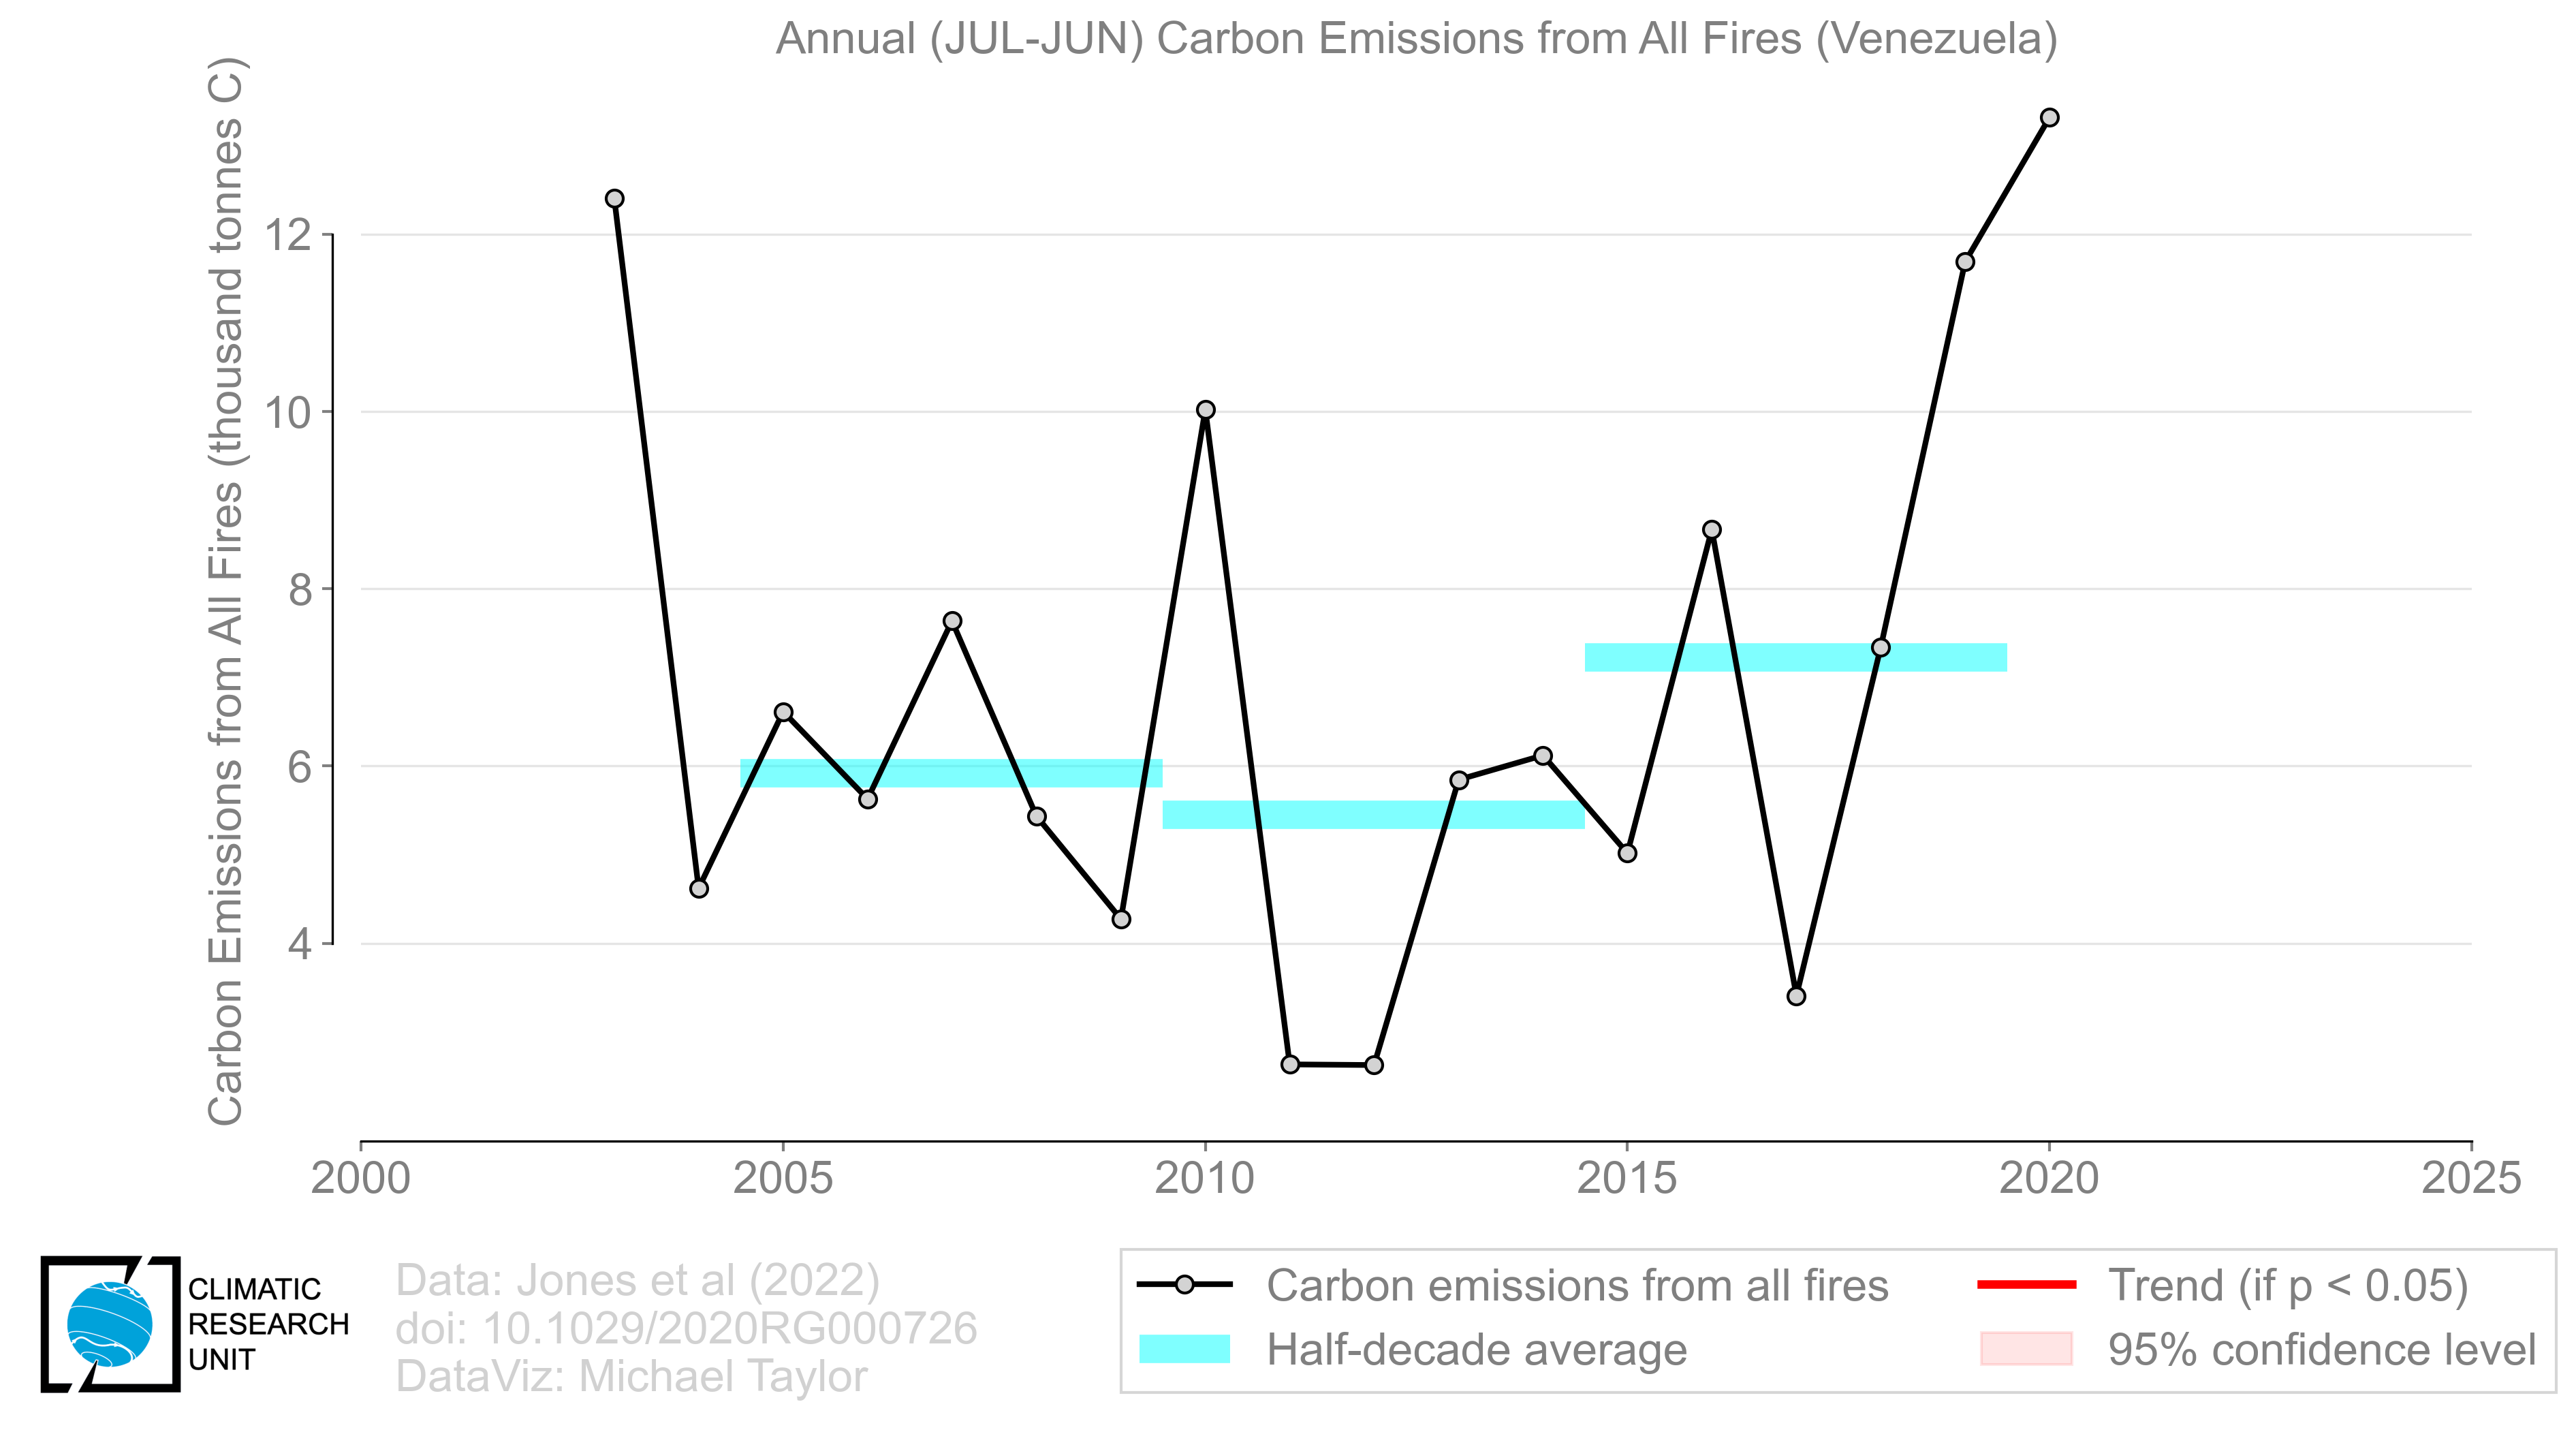 Annual (JUL-JUN) Carbon Emissions from All Fires (Venezuela)
Carbon Emissions from All Fires (thousand tonnes C)
12
10
8
6
4
2000
2005
2010
2015
2020
2025
CLIMATIC
RESEARCH
UNIT
Data: Jones et al (2022)
doi: 10.1029/2020RG000726
DataViz: Michael Taylor
Carbon emissions from all fires
Half-decade average
Trend (if p < 0.05)
95% confidence level